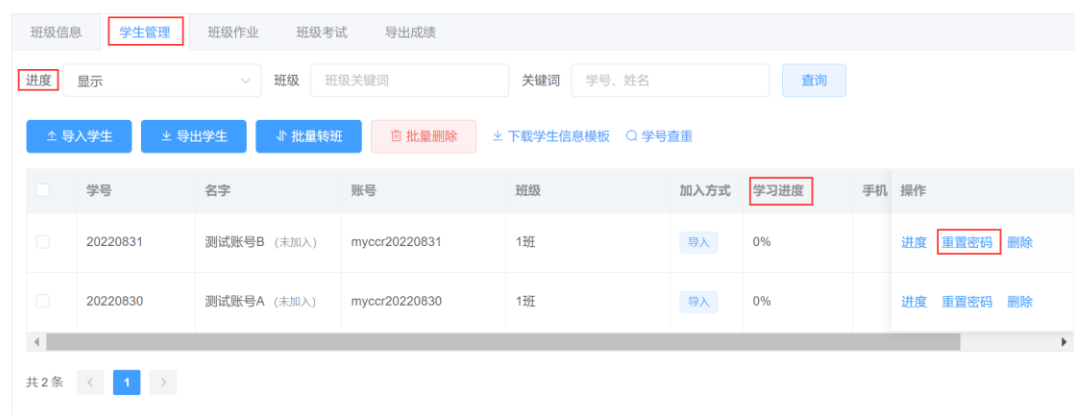 班级信息 学生管理 班级作业 班级考试 导出成绩
进度 显示 班级 班级关键词 关键词 学号、姓名 查询
导入学生 导出学生 批量转班 批量删除 下载学生信息模板 学号查重
学号 名字 账号 班级 加入方式 学习进度 手机 操作
20220831 测试账号B (未加入) myccr20220831 1班 导入 0% 进度 重置密码 删除
20220830 测试账号A (未加入) myccr20220830 1班 导入 0% 进度 重置密码 删除
共 2 条 < 1 >